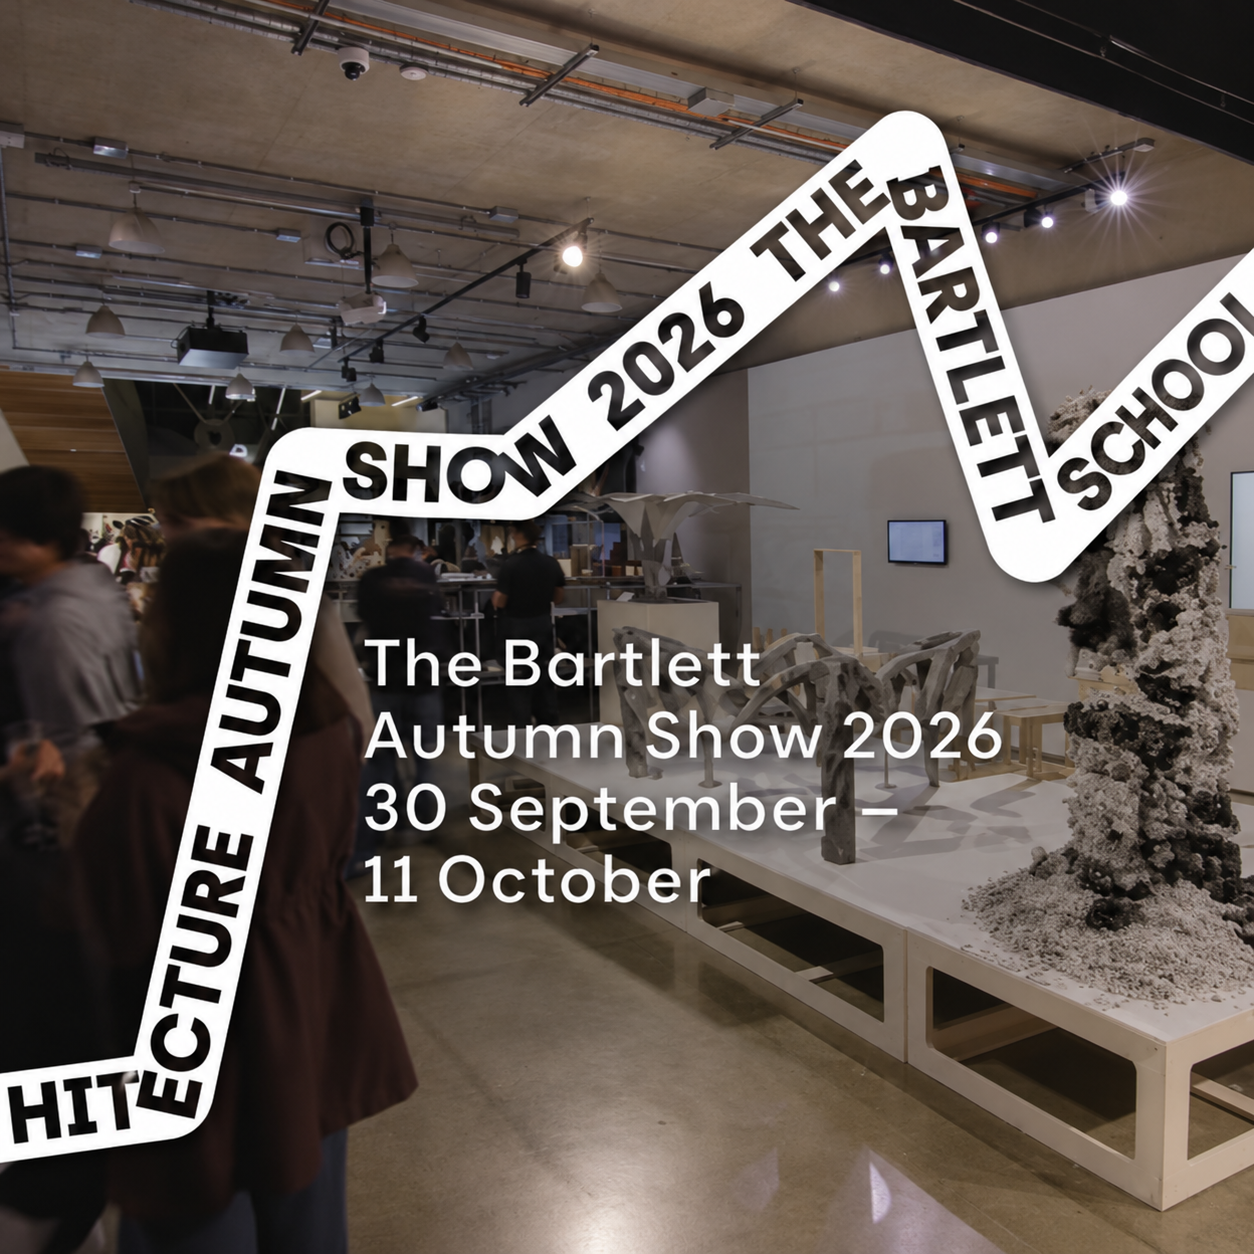 HITECTURE AUTUMN SHOW 2026 THE BARTLETT SCHOOL
The Bartlett
Autumn Show 2026
30 September –
11 October